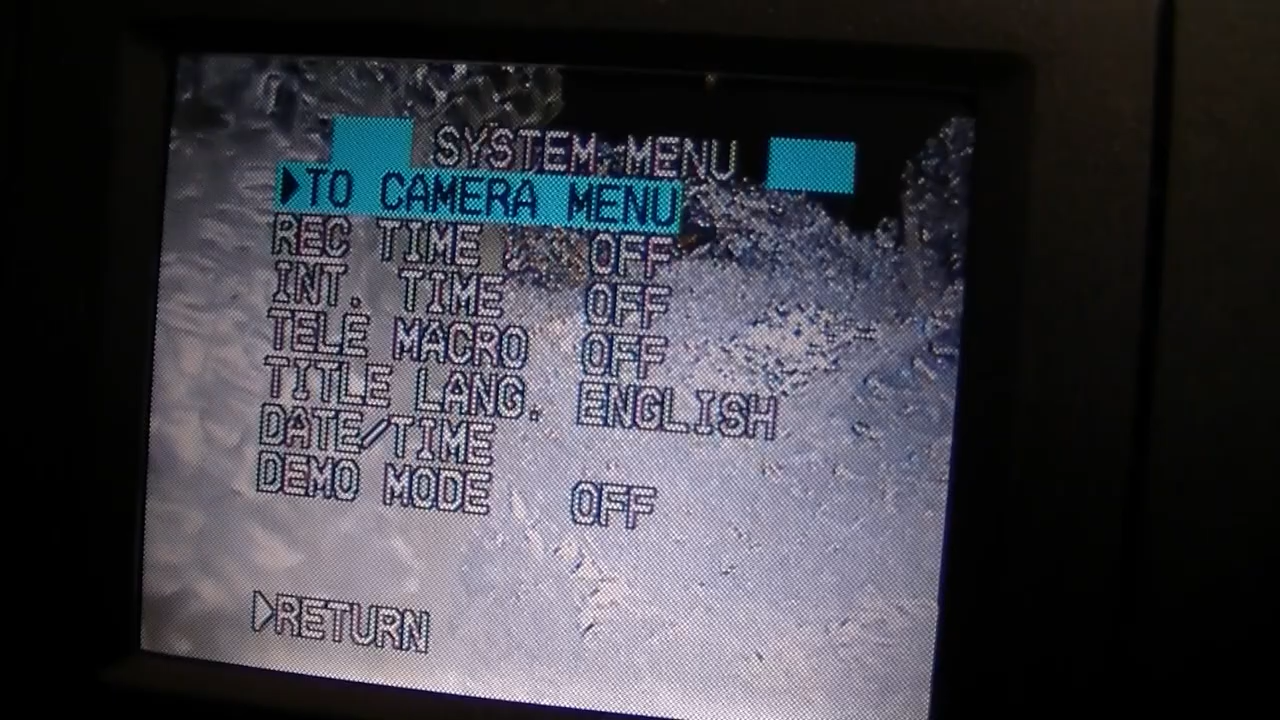 SYSTEM MENU
▶TO CAMERA MENU
REC TIME OFF
INT. TIME OFF
TELE MACRO OFF
TITLE LANG. ENGLISH
DATE/TIME
DEMO MODE OFF
▷RETURN